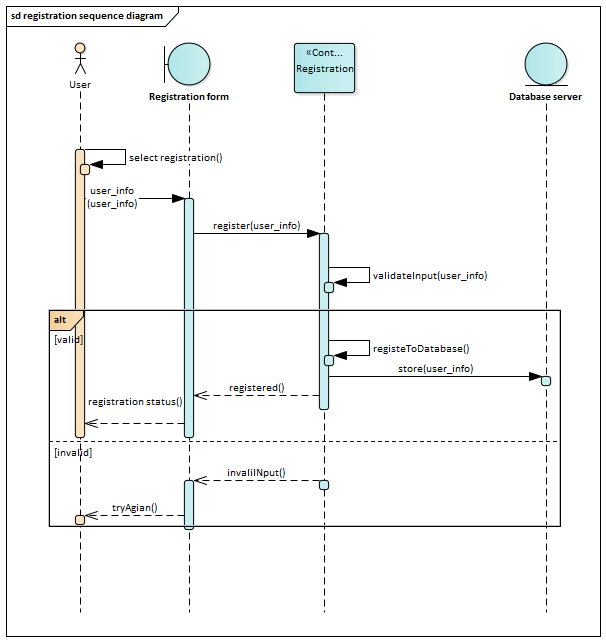 sd registration sequence diagram
«Cont...
Registration
User
Registration form
Database server
select registration()
user_info
(user_info)
register(user_info)
validateInput(user_info)
alt
[valid]
registeToDatabase()
store(user_info)
registered()
registration status()
[invalid]
invalilNput()
tryAgian()